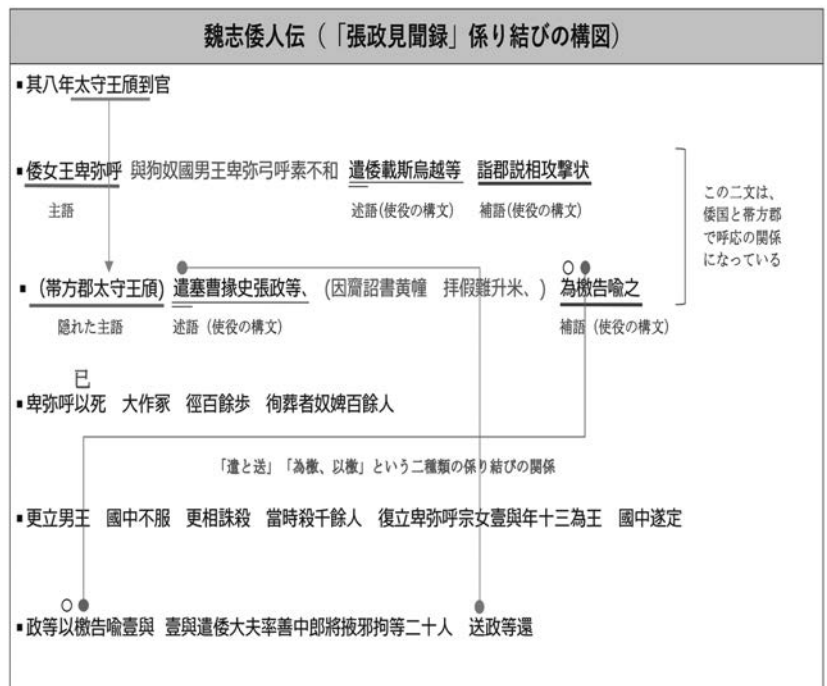 魏志倭人伝（「張政見聞録」係り結びの構図）
▪其八年太守王頎到官
▪倭女王卑弥呼 與狗奴國男王卑弥弓呼素不和 遣倭載斯烏越等 詣郡説相攻撃状
主語 述語(使役の構文) 補語(使役の構文)
この二文は、
倭国と帯方郡
で呼応の関係
になっている
▪（帯方郡太守王頎）遣塞曹掾史張政等、（因齎詔書黄幢 拝假難升米、） 為檄告喩之
隠れた主語 述語（使役の構文） 補語（使役の構文）
已
▪卑弥呼以死 大作冢 徑百餘歩 徇葬者奴婢百餘人
「遣と送」「為檄、以檄」という二種類の係り結びの関係
▪更立男王 國中不服 更相誅殺 當時殺千餘人 復立卑弥呼宗女壹與年十三為王 國中遂定
▪政等以檄告喩壹與 壹與遣倭大夫率善中郎將掖邪拘等二十人 送政等還